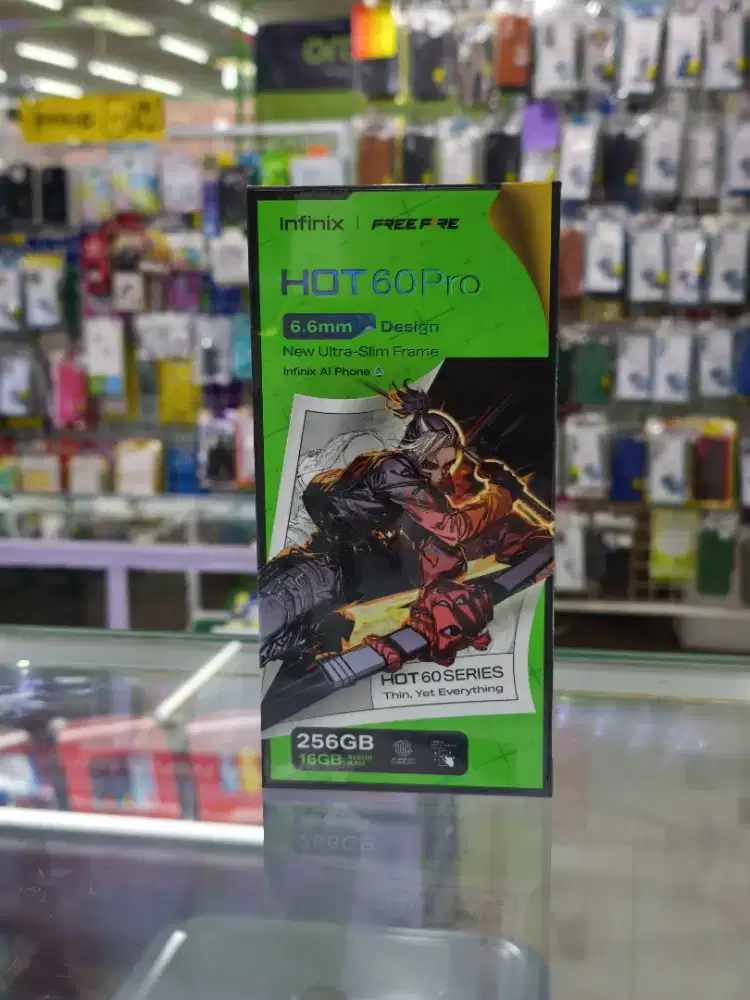 Infinix | FREE FIRE
HOT 60 Pro
6.6mm Design
New Ultra-Slim Frame
Infinix AI Phone
HOT 60 SERIES
Thin, Yet Everything
256GB
16GB
RAM